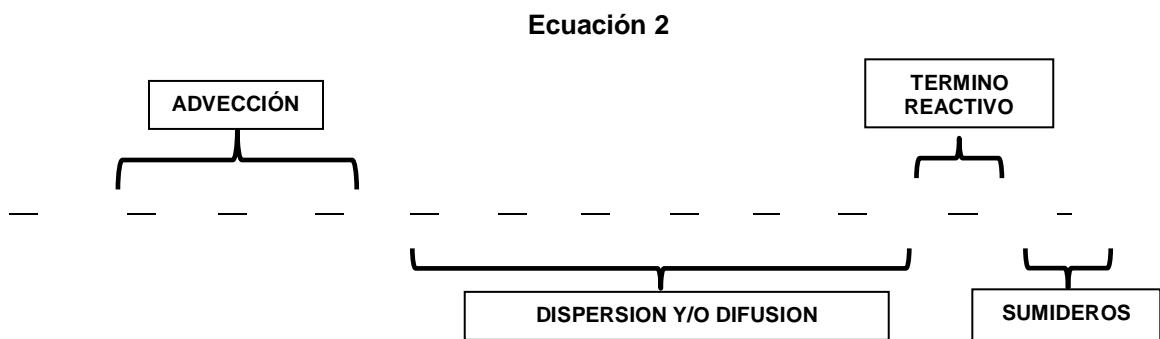 Ecuación 2
ADVECCIÓN
TERMINO
REACTIVO
DISPERSION Y/O DIFUSION
SUMIDEROS